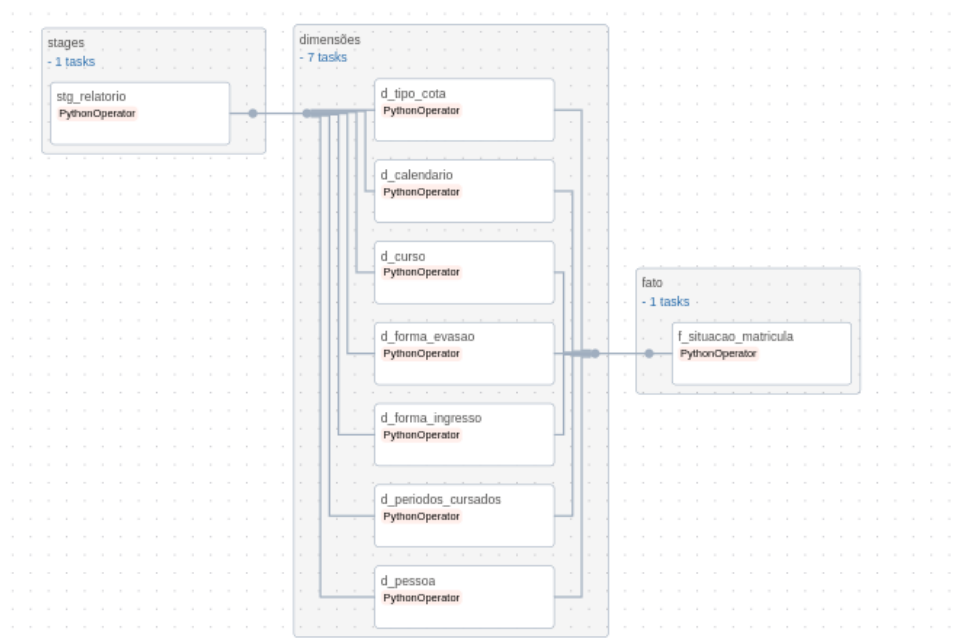 stages
- 1 tasks
stg_relatorio
PythonOperator
dimensões
- 7 tasks
d_tipo_cota
PythonOperator
d_calendario
PythonOperator
d_curso
PythonOperator
d_forma_evasao
PythonOperator
d_forma_ingresso
PythonOperator
d_periodos_cursados
PythonOperator
d_pessoa
PythonOperator
fato
- 1 tasks
f_situacao_matricula
PythonOperator